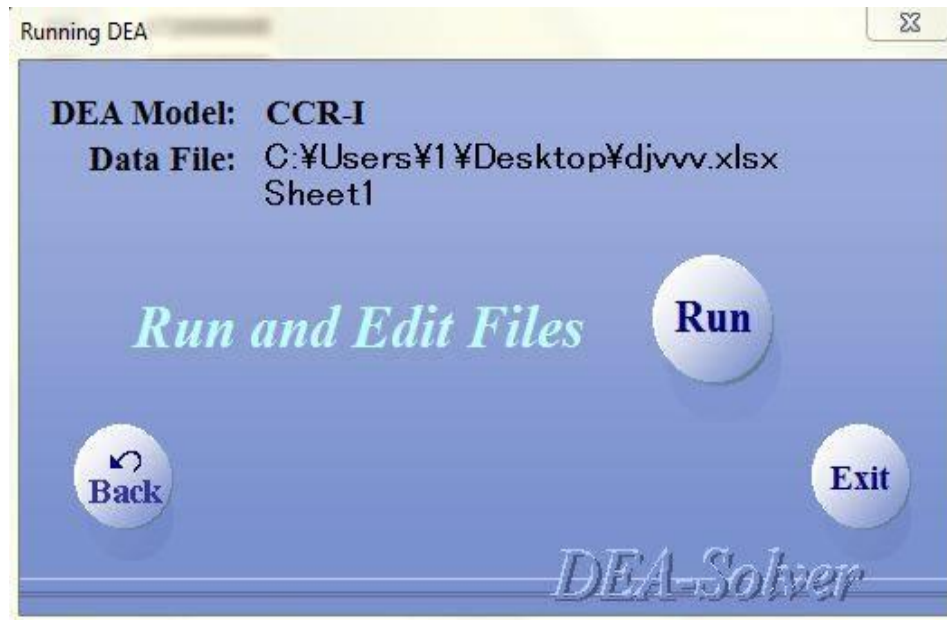 Running DEA
DEA Model: CCR-I
Data File: C:¥Users¥1¥Desktop¥djvvv.xlsx
Sheet1
Run and Edit Files
Run
Back
Exit
DEA-Solver